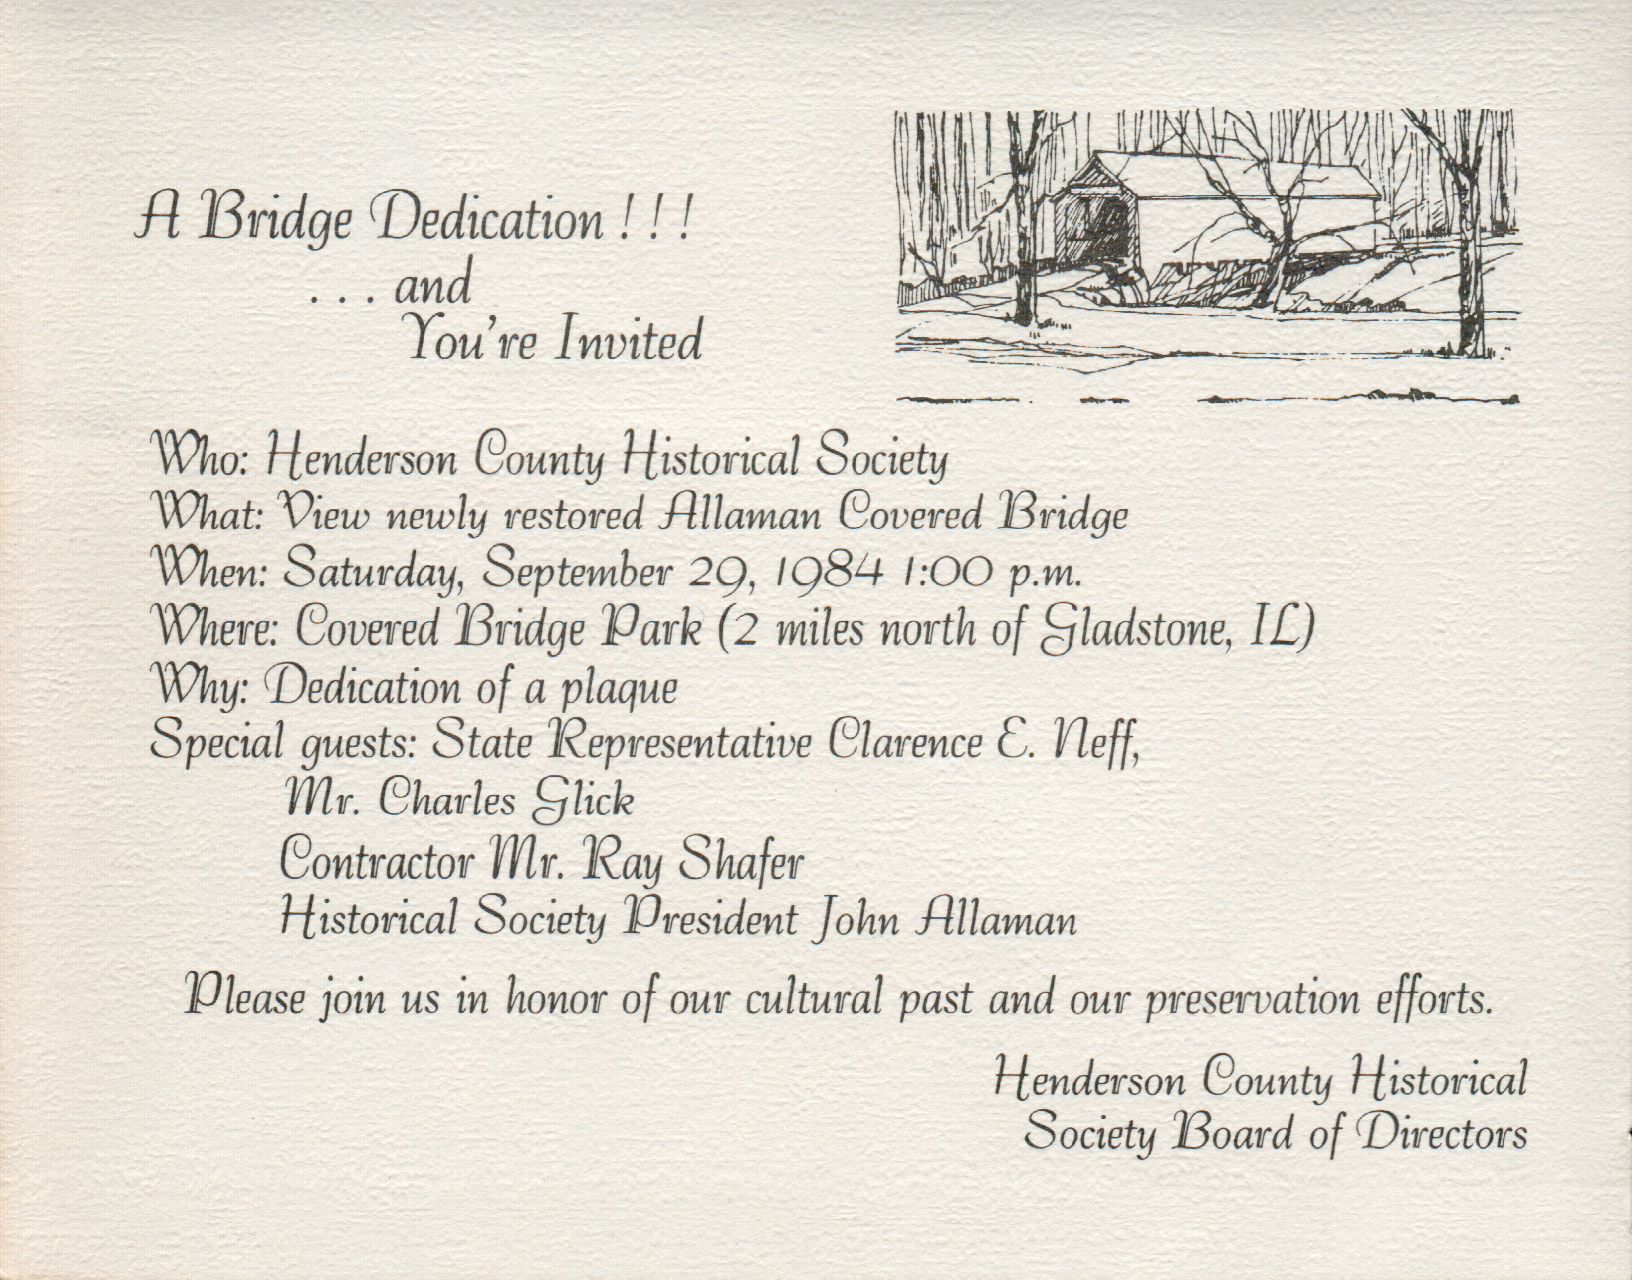 A Bridge Dedication ! ! !
. . . and
You're Invited
Who: Henderson County Historical Society
What: View newly restored Allaman Covered Bridge
When: Saturday, September 29, 1984 1:00 p.m.
Where: Covered Bridge Park (2 miles north of Gladstone, IL)
Why: Dedication of a plaque
Special guests: State Representative Clarence E. Neff,
Mr. Charles Glick
Contractor Mr. Ray Shafer
Historical Society President John Allaman
Please join us in honor of our cultural past and our preservation efforts.
Henderson County Historical
Society Board of Directors